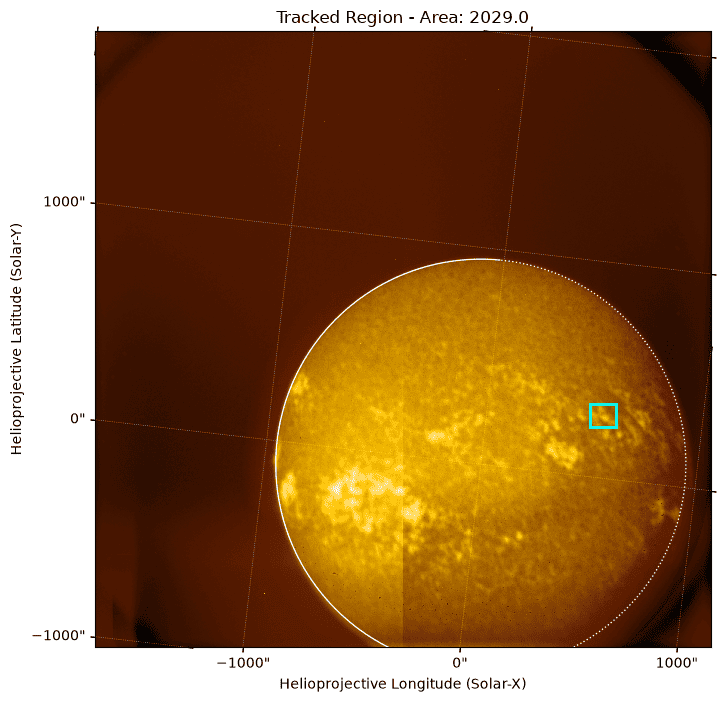 Tracked Region - Area: 2029.0
1000"
0"
−1000"
−1000"
0"
1000"
Helioprojective Latitude (Solar-Y)
Helioprojective Longitude (Solar-X)